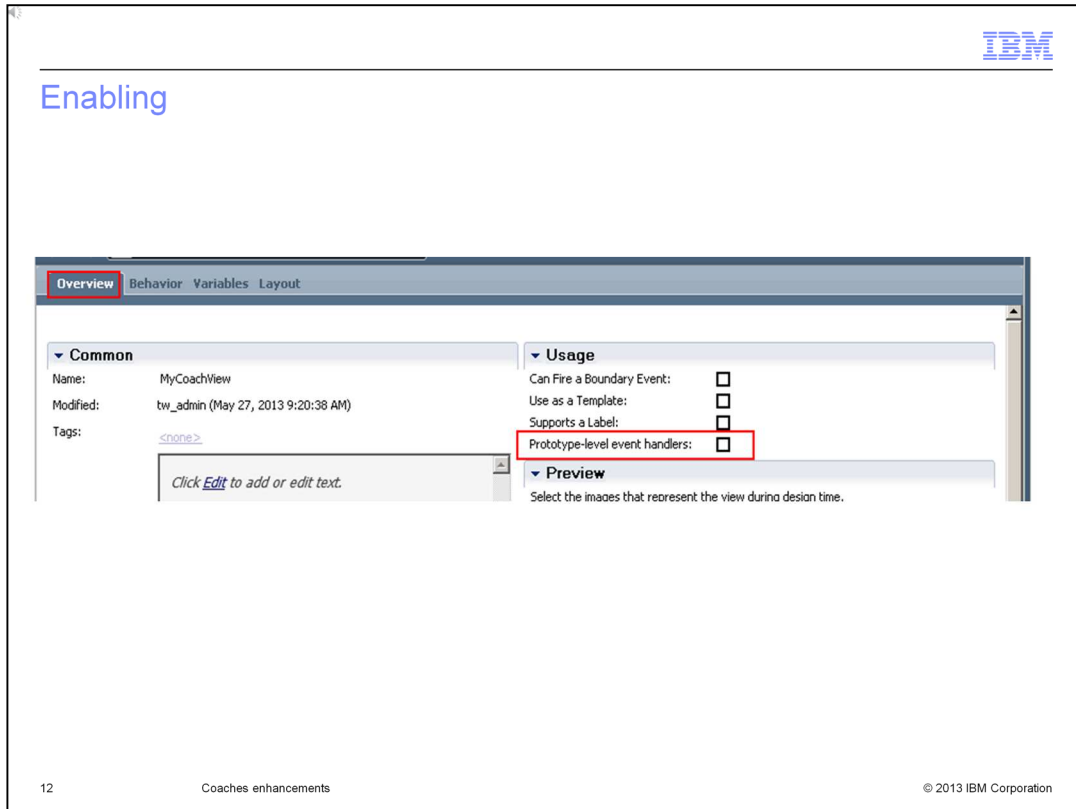 IBM
Enabling
Overview Behavior Variables Layout
Common
Name: MyCoachView
Modified: tw_admin (May 27, 2013 9:20:38 AM)
Tags: <none>
Click Edit to add or edit text.
Usage
Can Fire a Boundary Event:
Use as a Template:
Supports a Label:
Prototype-level event handlers:
Preview
Select the images that represent the view during design time.
12 Coaches enhancements © 2013 IBM Corporation